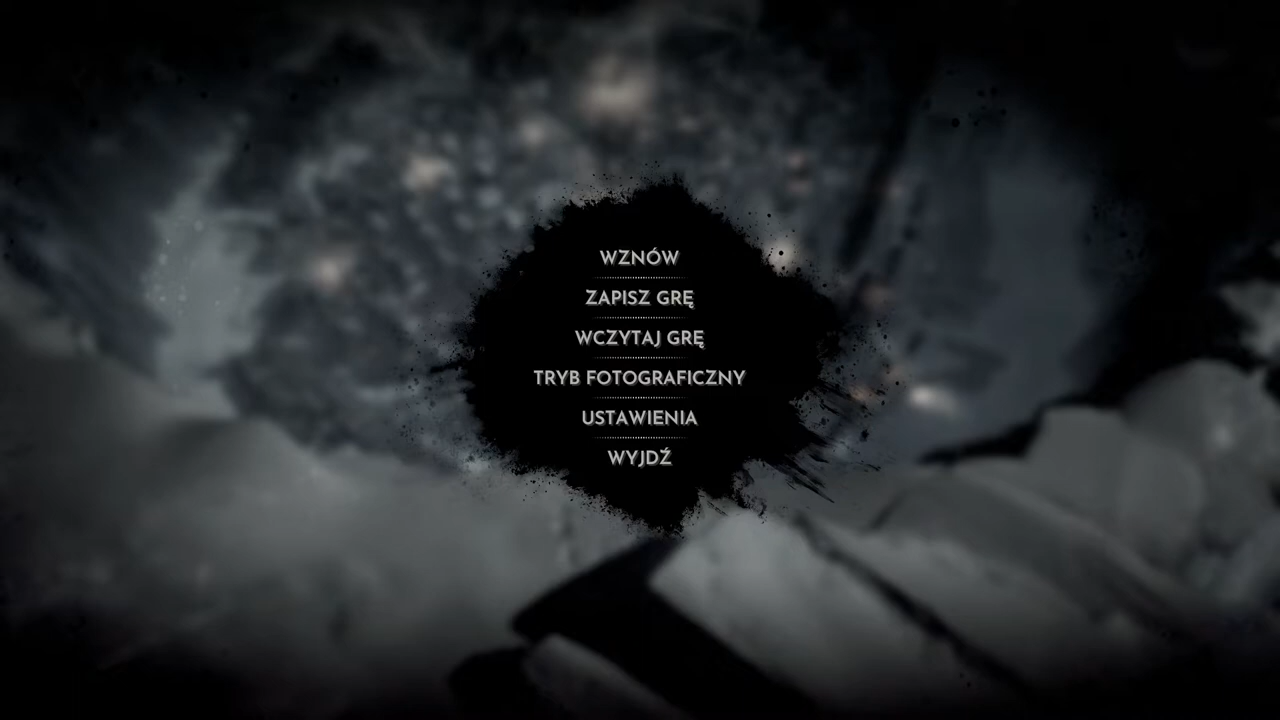 WZNÓW
ZAPISZ GRĘ
WCZYTAJ GRĘ
TRYB FOTOGRAFICZNY
USTAWIENIA
WYJDŹ